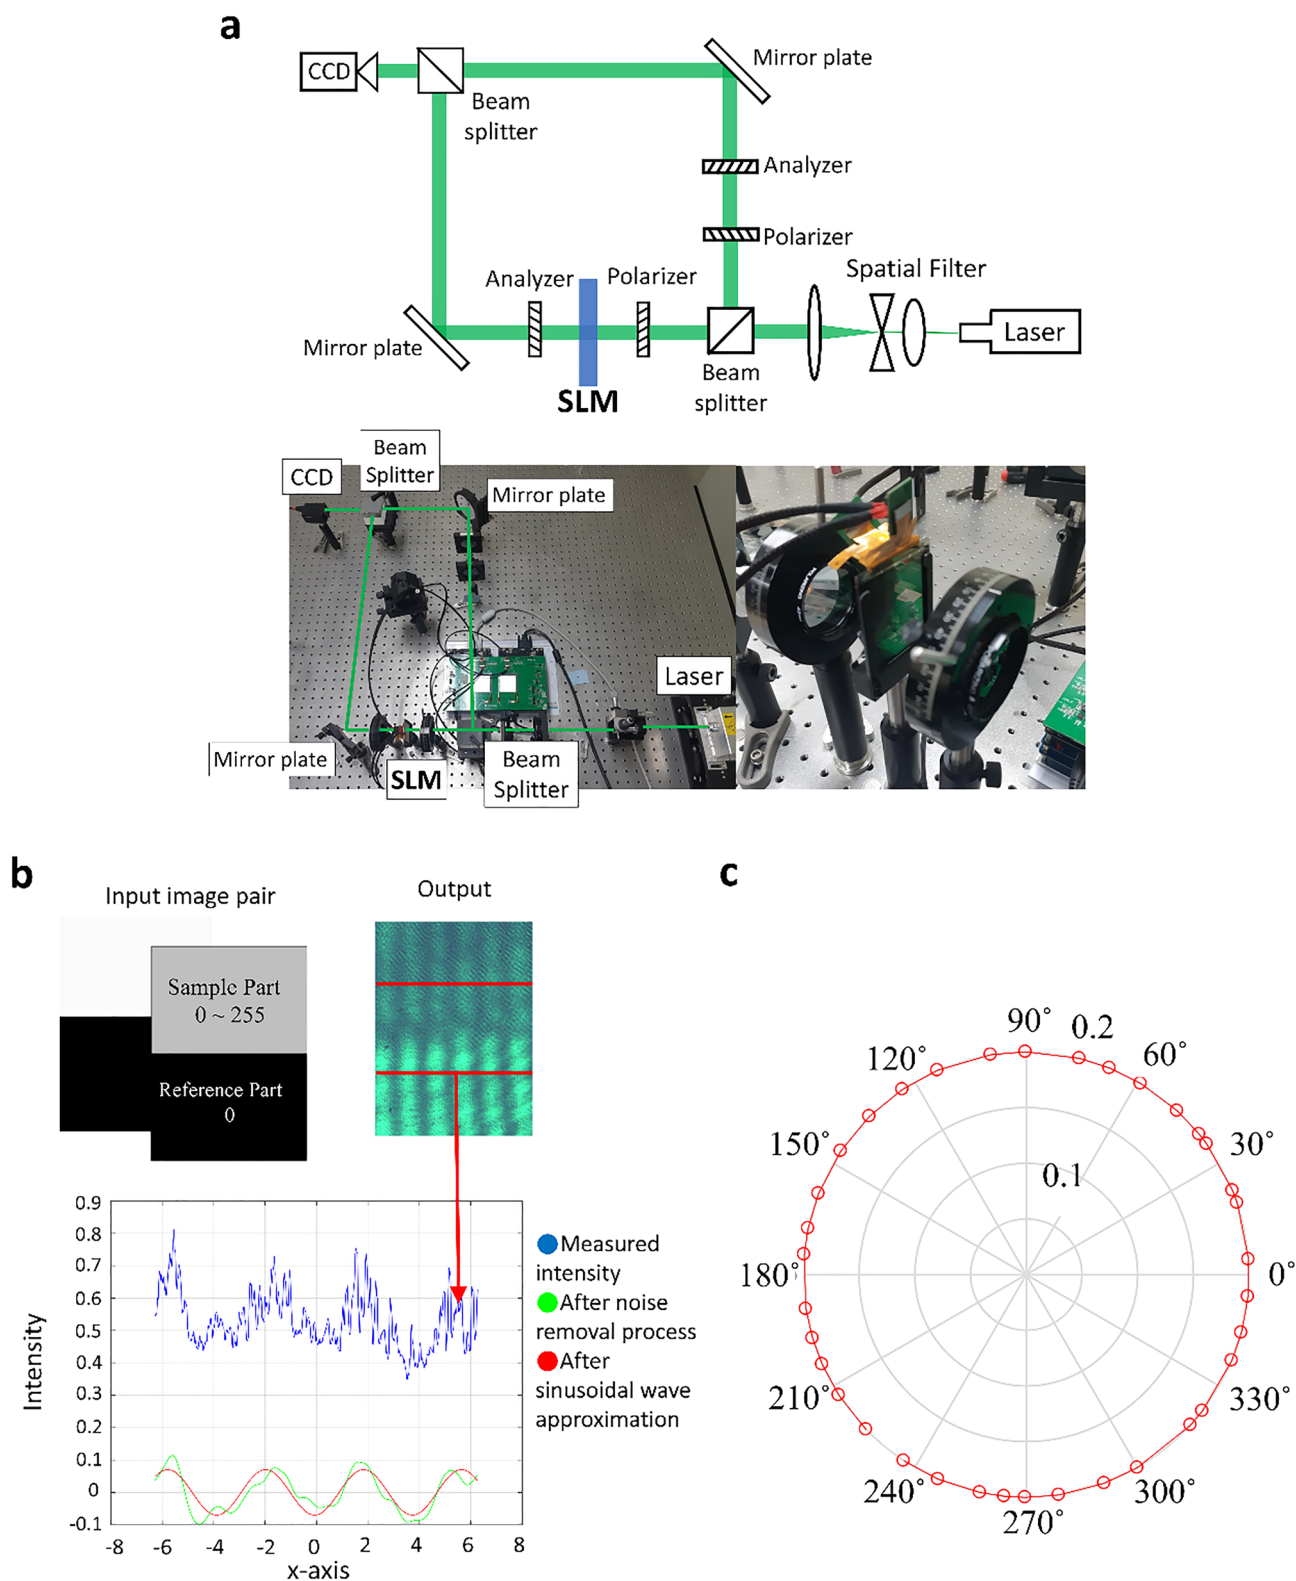 a
CCD
Mirror plate
Beam
splitter
Analyzer
Polarizer
Analyzer
Polarizer
Spatial Filter
Mirror plate
Laser
Beam
splitter
SLM
Beam
Splitter
CCD
Mirror plate
Laser
Mirror plate
SLM
Beam
Splitter
b
Input image pair
Output
Sample Part
0 ~ 255
Reference Part
0
0.9
0.8
0.7
0.6
0.5
0.4
0.3
0.2
0.1
0
-0.1
Intensity
-8
-6
-4
-2
0
2
4
6
8
x-axis
Measured
intensity
After noise
removal process
After
sinusoidal wave
approximation
c
90°
0.2
120°
60°
150°
30°
0.1
180°
0°
210°
330°
240°
300°
270°